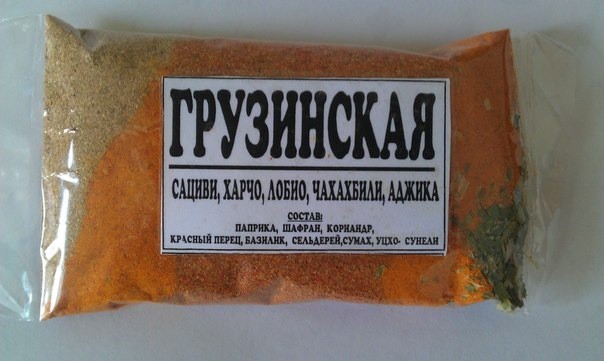 ГРУЗИНСКАЯ
САЦИВИ, ХАРЧО, ЛОБИО, ЧАХАХБИЛИ, АДЖИКА
СОСТАВ:
ПАПРИКА, ШАФРАН, КОРИАНДР,
КРАСНЫЙ ПЕРЕЦ, БАЗИЛИК, СЕЛЬДЕРЕЙ,СУМАХ, УЦХО- СУНЕЛИ